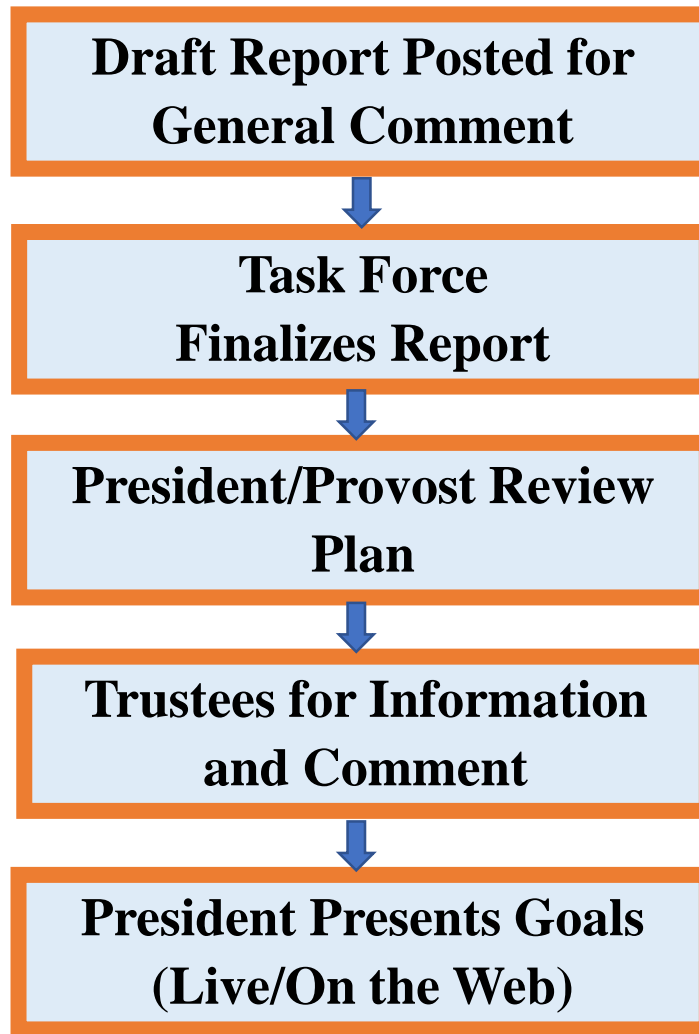 Draft Report Posted for
General Comment
Task Force
Finalizes Report
President/Provost Review
Plan
Trustees for Information
and Comment
President Presents Goals
(Live/On the Web)